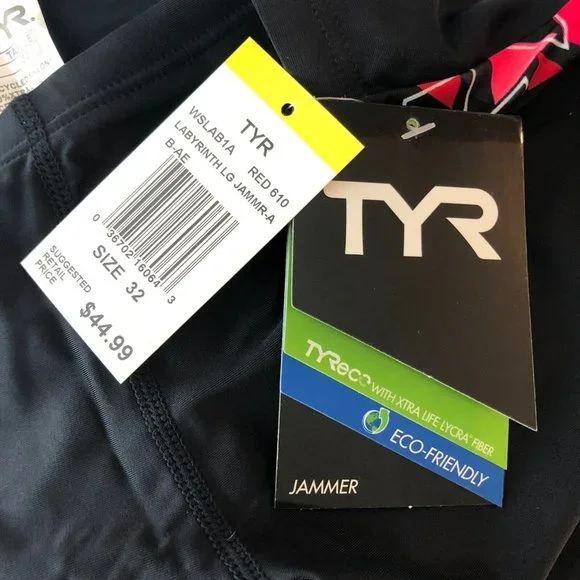 TYR
WSLAB1A RED 610
LABYRINTH LG JAMMR-A
B-AE
0 36702 16064 3
SIZE 32
SUGGESTED
RETAIL
PRICE
$44.99
TYR
TYReco WITH XTRA LIFE LYCRA® FIBER
ECO-FRIENDLY
JAMMER
TYR